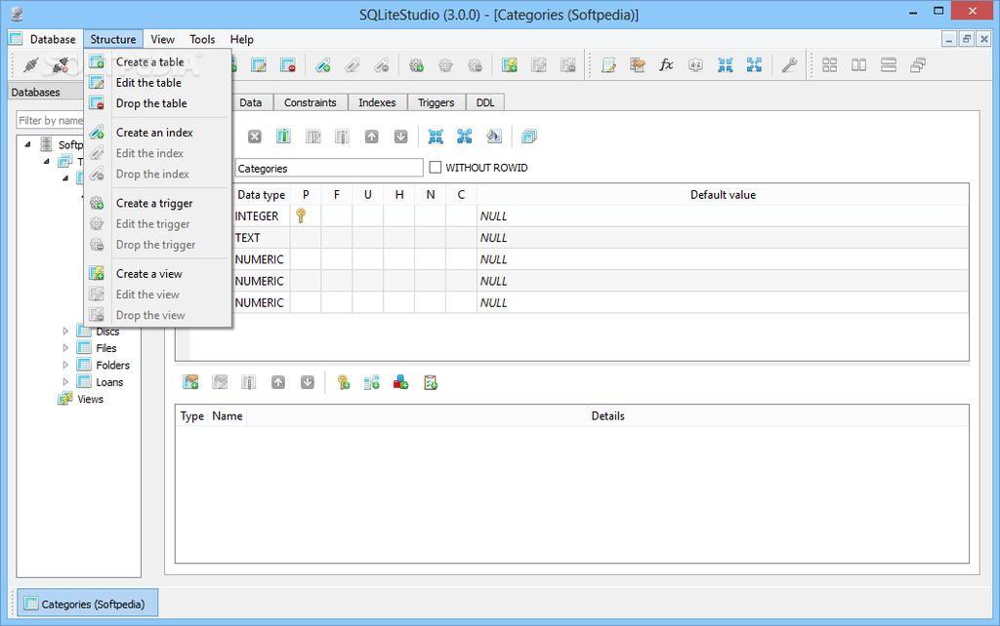 SQLiteStudio (3.0.0) - [Categories (Softpedia)]
Database Structure View Tools Help
Create a table
Edit the table
Drop the table
Create an index
Edit the index
Drop the index
Create a trigger
Edit the trigger
Drop the trigger
Create a view
Edit the view
Drop the view
Databases
Filter by name
Softp
T
Discs
Files
Folders
Loans
Views
Data Constraints Indexes Triggers DDL
Categories WITHOUT ROWID
Data type P F U H N C Default value
INTEGER NULL
TEXT NULL
NUMERIC NULL
NUMERIC NULL
NUMERIC NULL
Type Name Details
Categories (Softpedia)